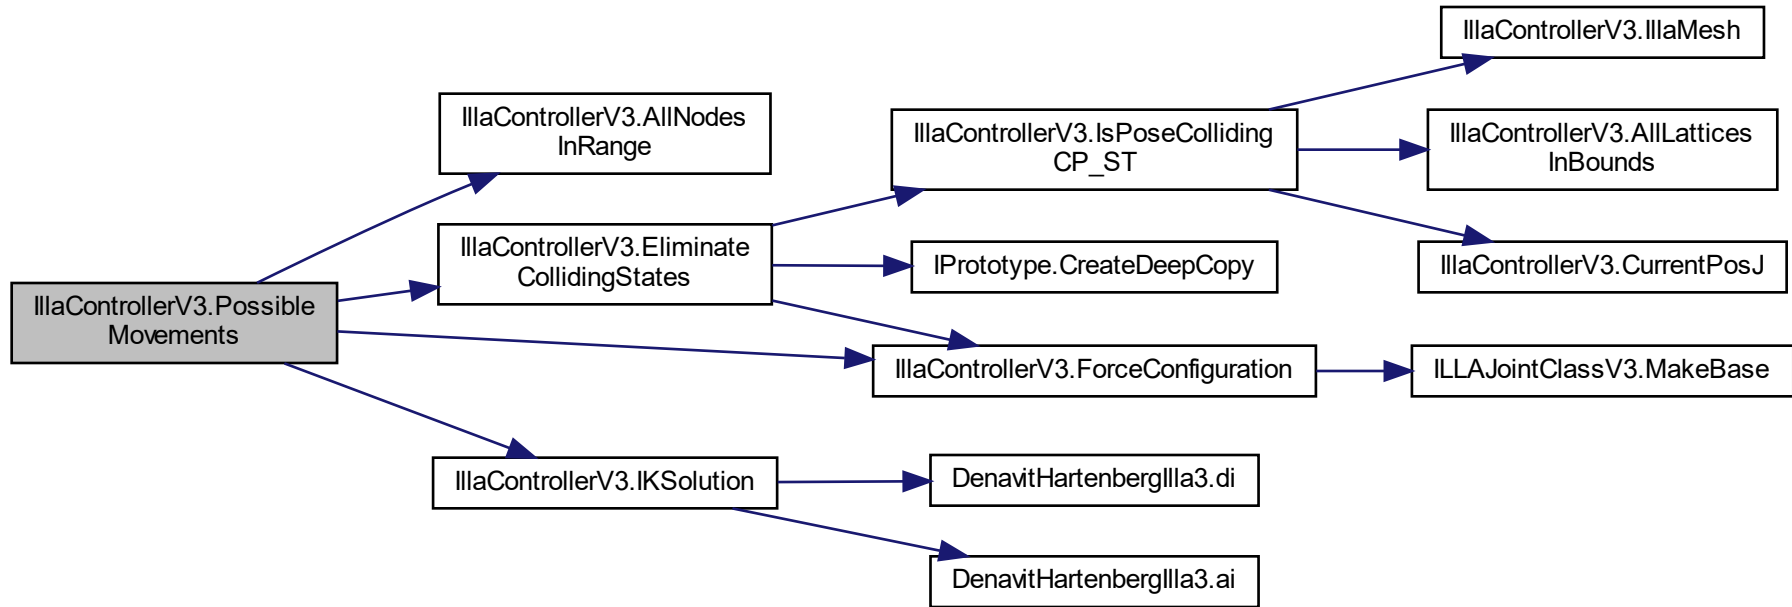 IllaControllerV3.Possible
Movements
IllaControllerV3.AllNodes
InRange
IllaControllerV3.Eliminate
CollidingStates
IllaControllerV3.IsPoseColliding
CP_ST
IllaControllerV3.IllaMesh
IllaControllerV3.AllLattices
InBounds
IllaControllerV3.CurrentPosJ
IPrototype.CreateDeepCopy
IllaControllerV3.ForceConfiguration
ILLAJointClassV3.MakeBase
IllaControllerV3.IKSolution
DenavitHartenbergIlla3.di
DenavitHartenbergIlla3.ai